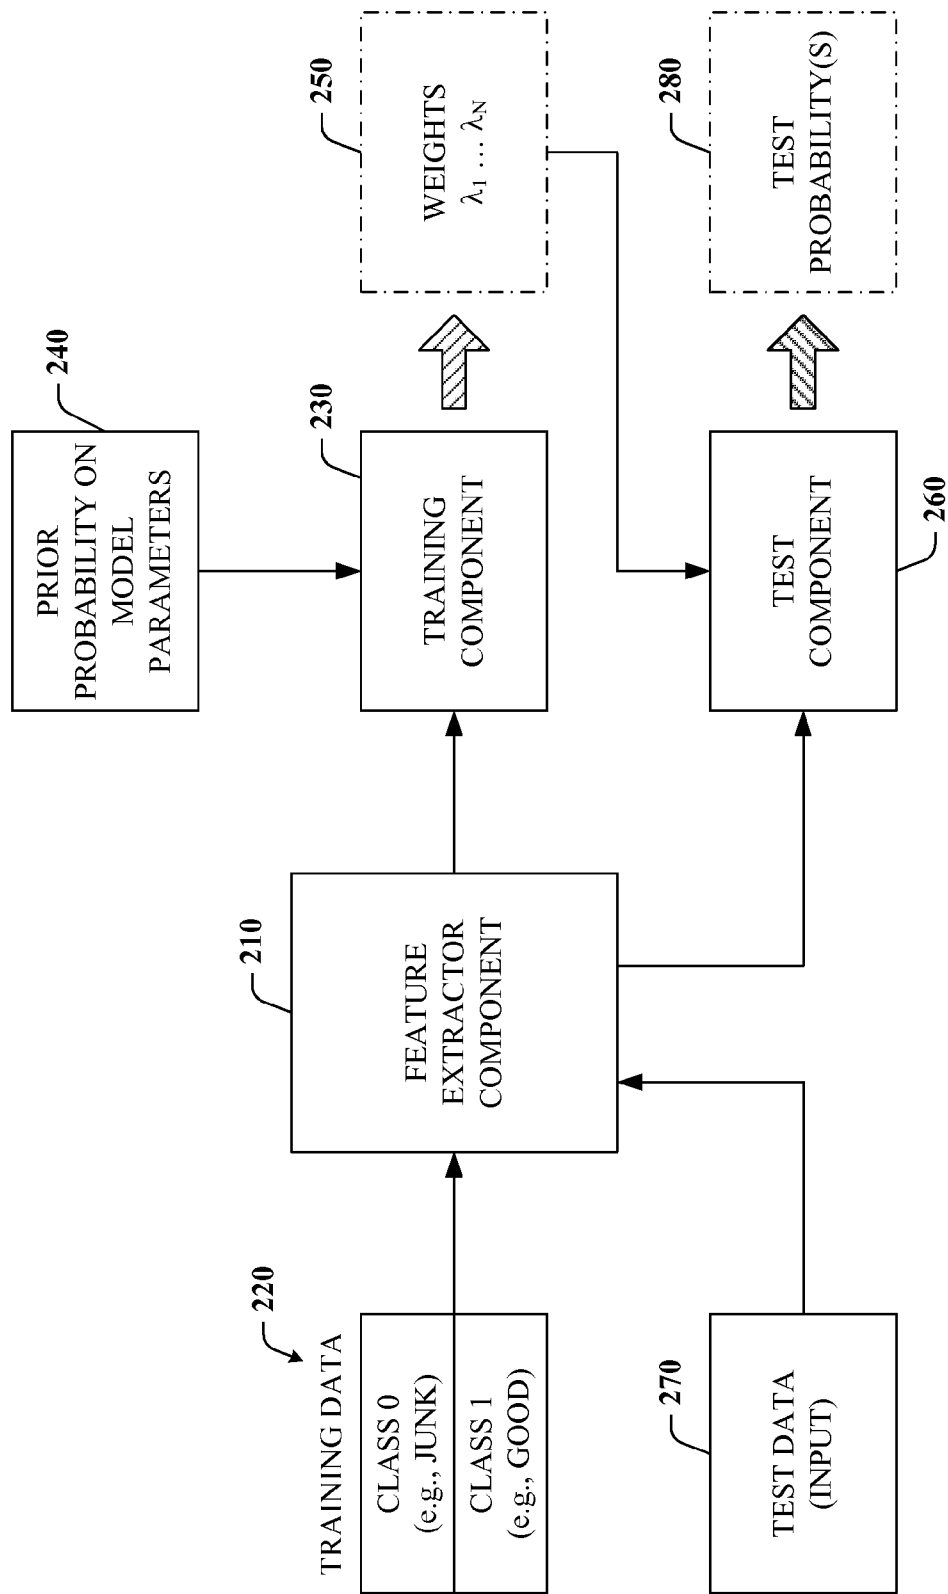 240
PRIOR
PROBABILITY ON
MODEL
PARAMETERS
TRAINING DATA
220
CLASS 0
(e.g., JUNK)
CLASS 1
(e.g., GOOD)
210
FEATURE
EXTRACTOR
COMPONENT
230
TRAINING
COMPONENT
250
WEIGHTS
λ1 … λN
270
TEST DATA
(INPUT)
TEST
COMPONENT
260
280
TEST
PROBABILITY(S)